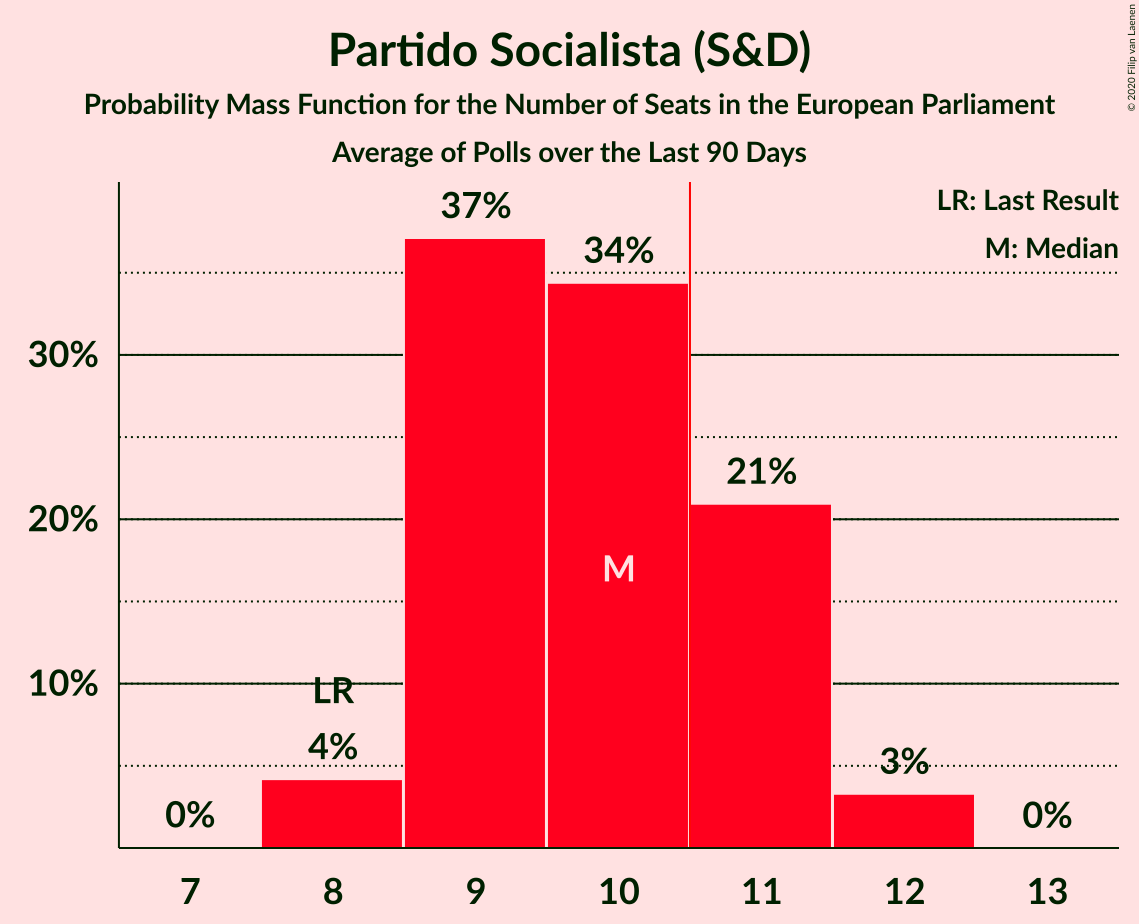 Partido Socialista (S&D)
Probability Mass Function for the Number of Seats in the European Parliament
Average of Polls over the Last 90 Days
© 2020 Filip van Laenen
LR: Last Result
M: Median
37%
34%
30%
21%
20%
M
10%
LR
4%
3%
0%
0%
7 8 9 10 11 12 13